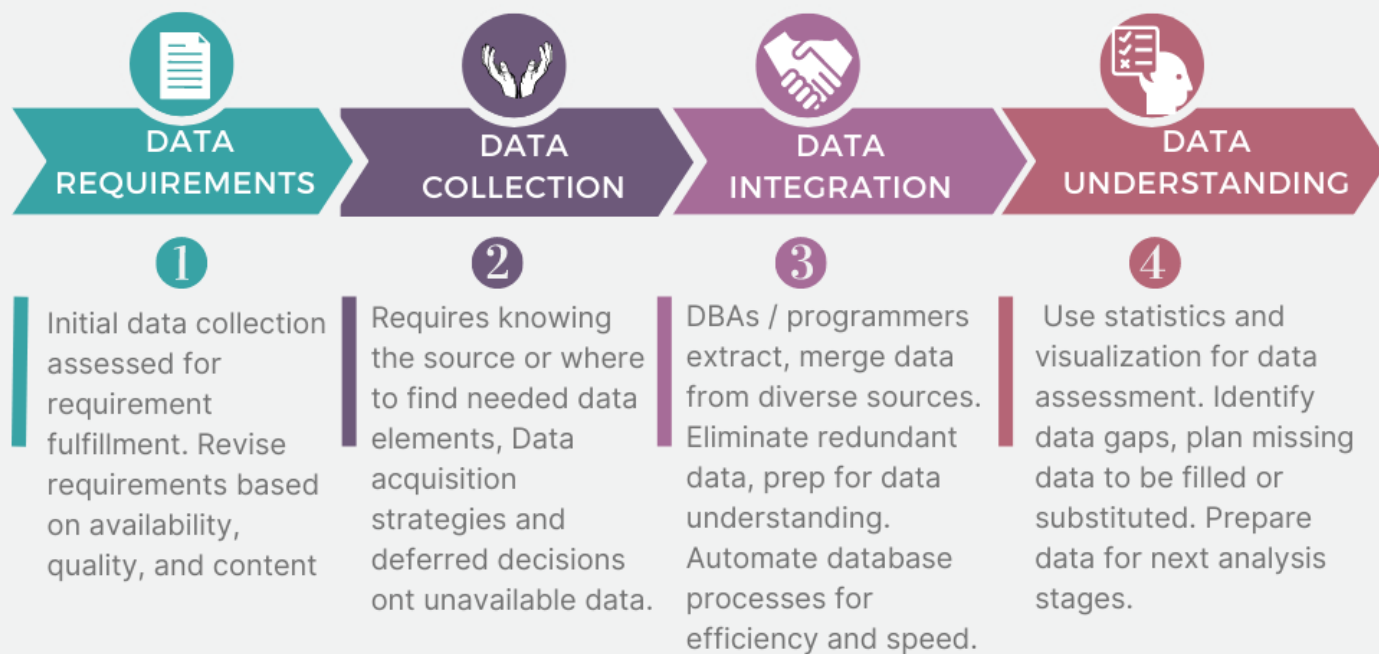 DATA
REQUIREMENTS
DATA
COLLECTION
DATA
INTEGRATION
DATA
UNDERSTANDING
1
Initial data collection
assessed for
requirement
fulfillment. Revise
requirements based
on availability,
quality, and content
2
Requires knowing
the source or where
to find needed data
elements, Data
acquisition
strategies and
deferred decisions
ont unavailable data.
3
DBAs / programmers
extract, merge data
from diverse sources.
Eliminate redundant
data, prep for data
understanding.
Automate database
processes for
efficiency and speed.
4
Use statistics and
visualization for data
assessment. Identify
data gaps, plan missing
data to be filled or
substituted. Prepare
data for next analysis
stages.